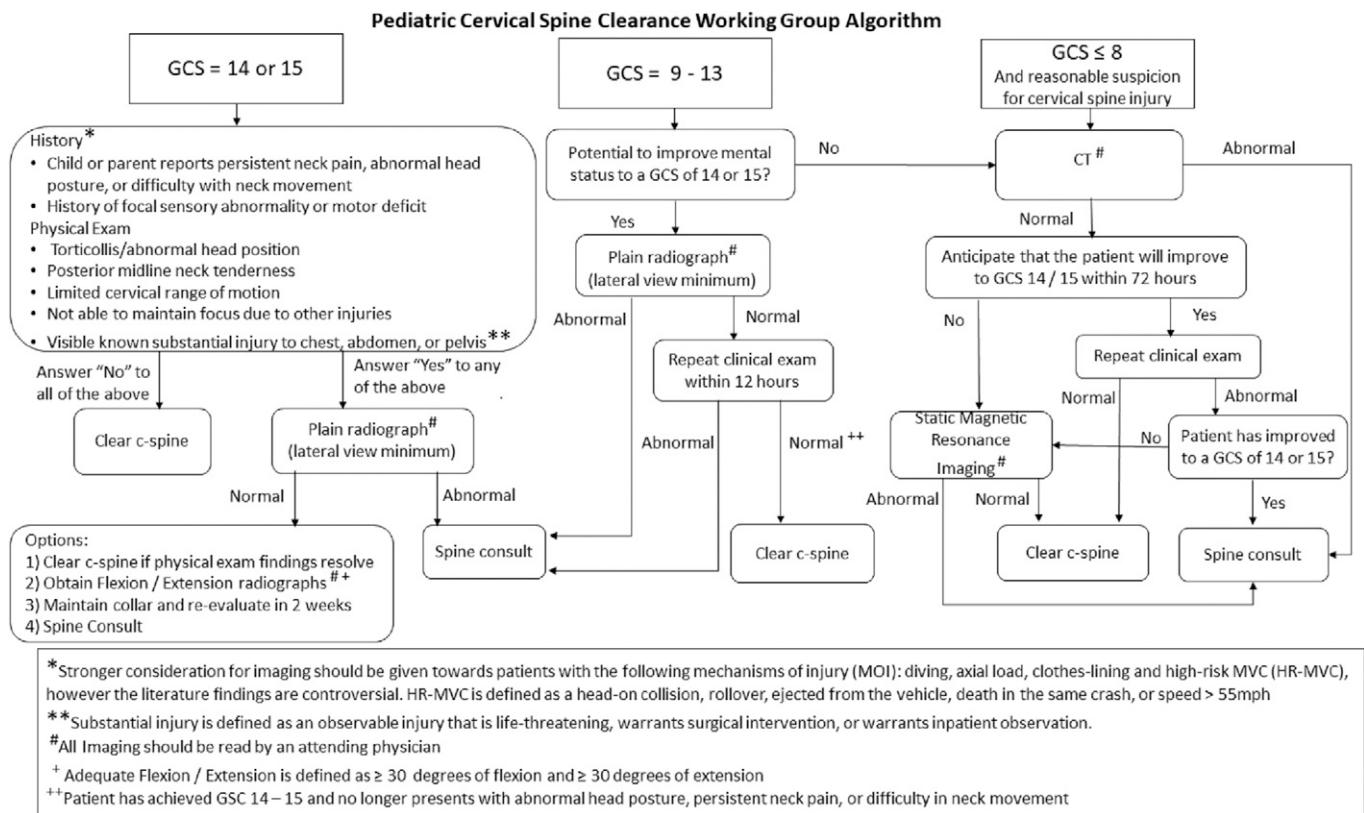 Pediatric Cervical Spine Clearance Working Group Algorithm
GCS = 14 or 15
History*
• Child or parent reports persistent neck pain, abnormal head
posture, or difficulty with neck movement
• History of focal sensory abnormality or motor deficit
Physical Exam
• Torticollis/abnormal head position
• Posterior midline neck tenderness
• Limited cervical range of motion
• Not able to maintain focus due to other injuries
• Visible known substantial injury to chest, abdomen, or pelvis**
Answer “No” to
all of the above
Answer “Yes” to any
of the above
Clear c-spine
Plain radiograph#
(lateral view minimum)
Normal
Abnormal
Options:
1) Clear c-spine if physical exam findings resolve
2) Obtain Flexion / Extension radiographs #+
3) Maintain collar and re-evaluate in 2 weeks
4) Spine Consult
Spine consult
GCS = 9 - 13
Potential to improve mental
status to a GCS of 14 or 15?
No
Yes
Plain radiograph#
(lateral view minimum)
Abnormal
Normal
Repeat clinical exam
within 12 hours
.
Abnormal
Normal ++
Clear c-spine
GCS ≤ 8
And reasonable suspicion
for cervical spine injury
CT #
Abnormal
Normal
Anticipate that the patient will improve
to GCS 14 / 15 within 72 hours
No
Yes
Repeat clinical exam
Normal
Abnormal
Static Magnetic
Resonance
Imaging#
No
Patient has improved
to a GCS of 14 or 15?
Abnormal
Normal
Yes
Clear c-spine
Spine consult
*Stronger consideration for imaging should be given towards patients with the following mechanisms of injury (MOI): diving, axial load, clothes-lining and high-risk MVC (HR-MVC),
however the literature findings are controversial. HR-MVC is defined as a head-on collision, rollover, ejected from the vehicle, death in the same crash, or speed > 55mph
**Substantial injury is defined as an observable injury that is life-threatening, warrants surgical intervention, or warrants inpatient observation.
#All Imaging should be read by an attending physician
+ Adequate Flexion / Extension is defined as ≥ 30 degrees of flexion and ≥ 30 degrees of extension
++Patient has achieved GSC 14 – 15 and no longer presents with abnormal head posture, persistent neck pain, or difficulty in neck movement